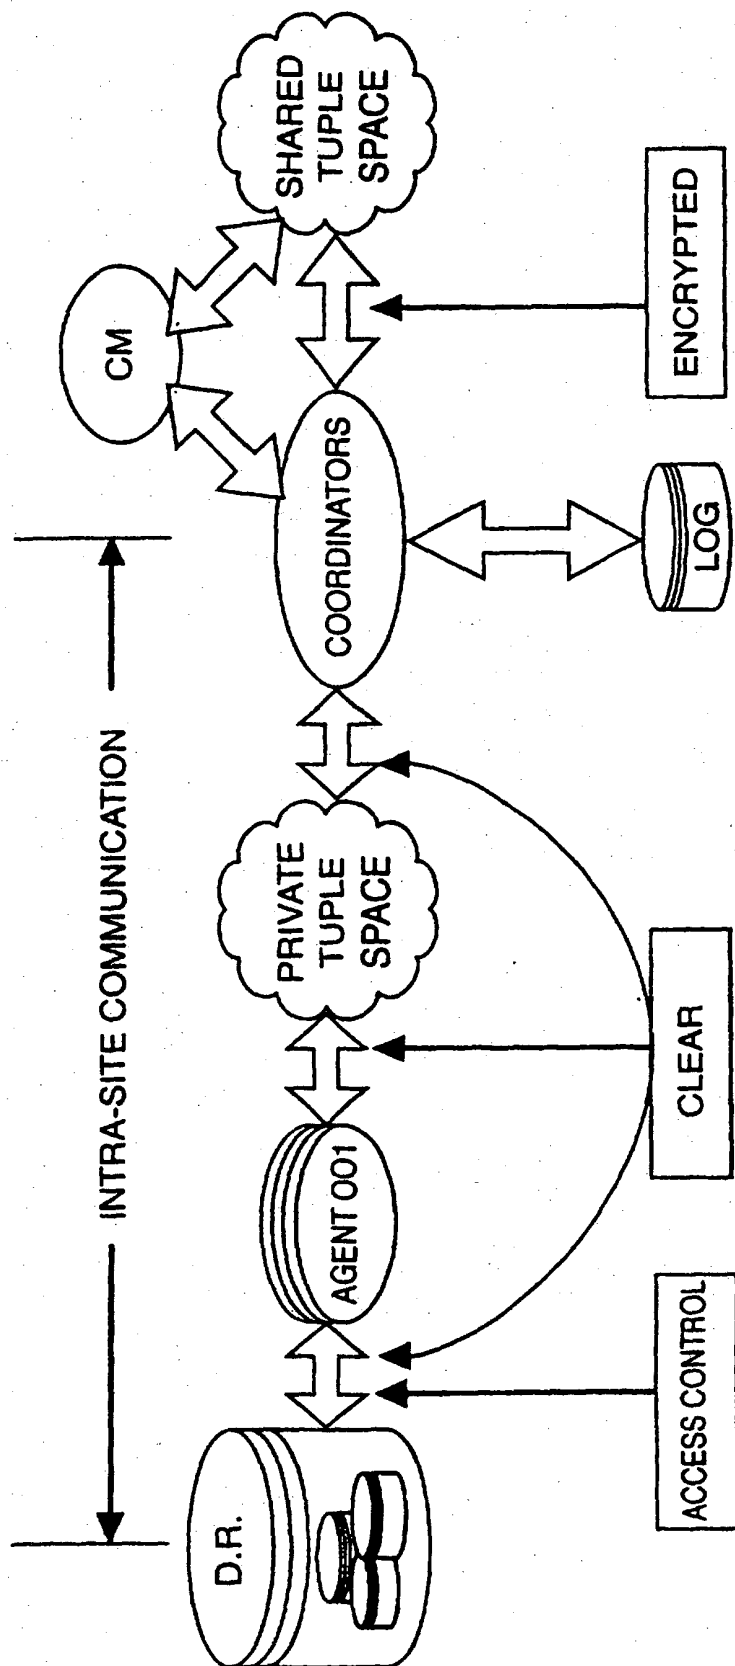 INTRA-SITE COMMUNICATION
D.R.
AGENT 001
PRIVATE
TUPLE
SPACE
COORDINATORS
CM
SHARED
TUPLE
SPACE
ACCESS CONTROL
CLEAR
LOG
ENCRYPTED